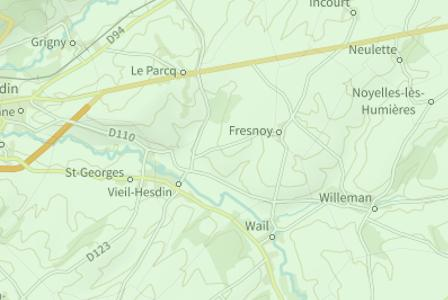 Incourt
Grigny
D94
Neulette
Le Parcq
din
Noyelles-lès-
Humières
ne
D110
Fresnoy
St-Georges
Vieil-Hesdin
Willeman
Wail
D123